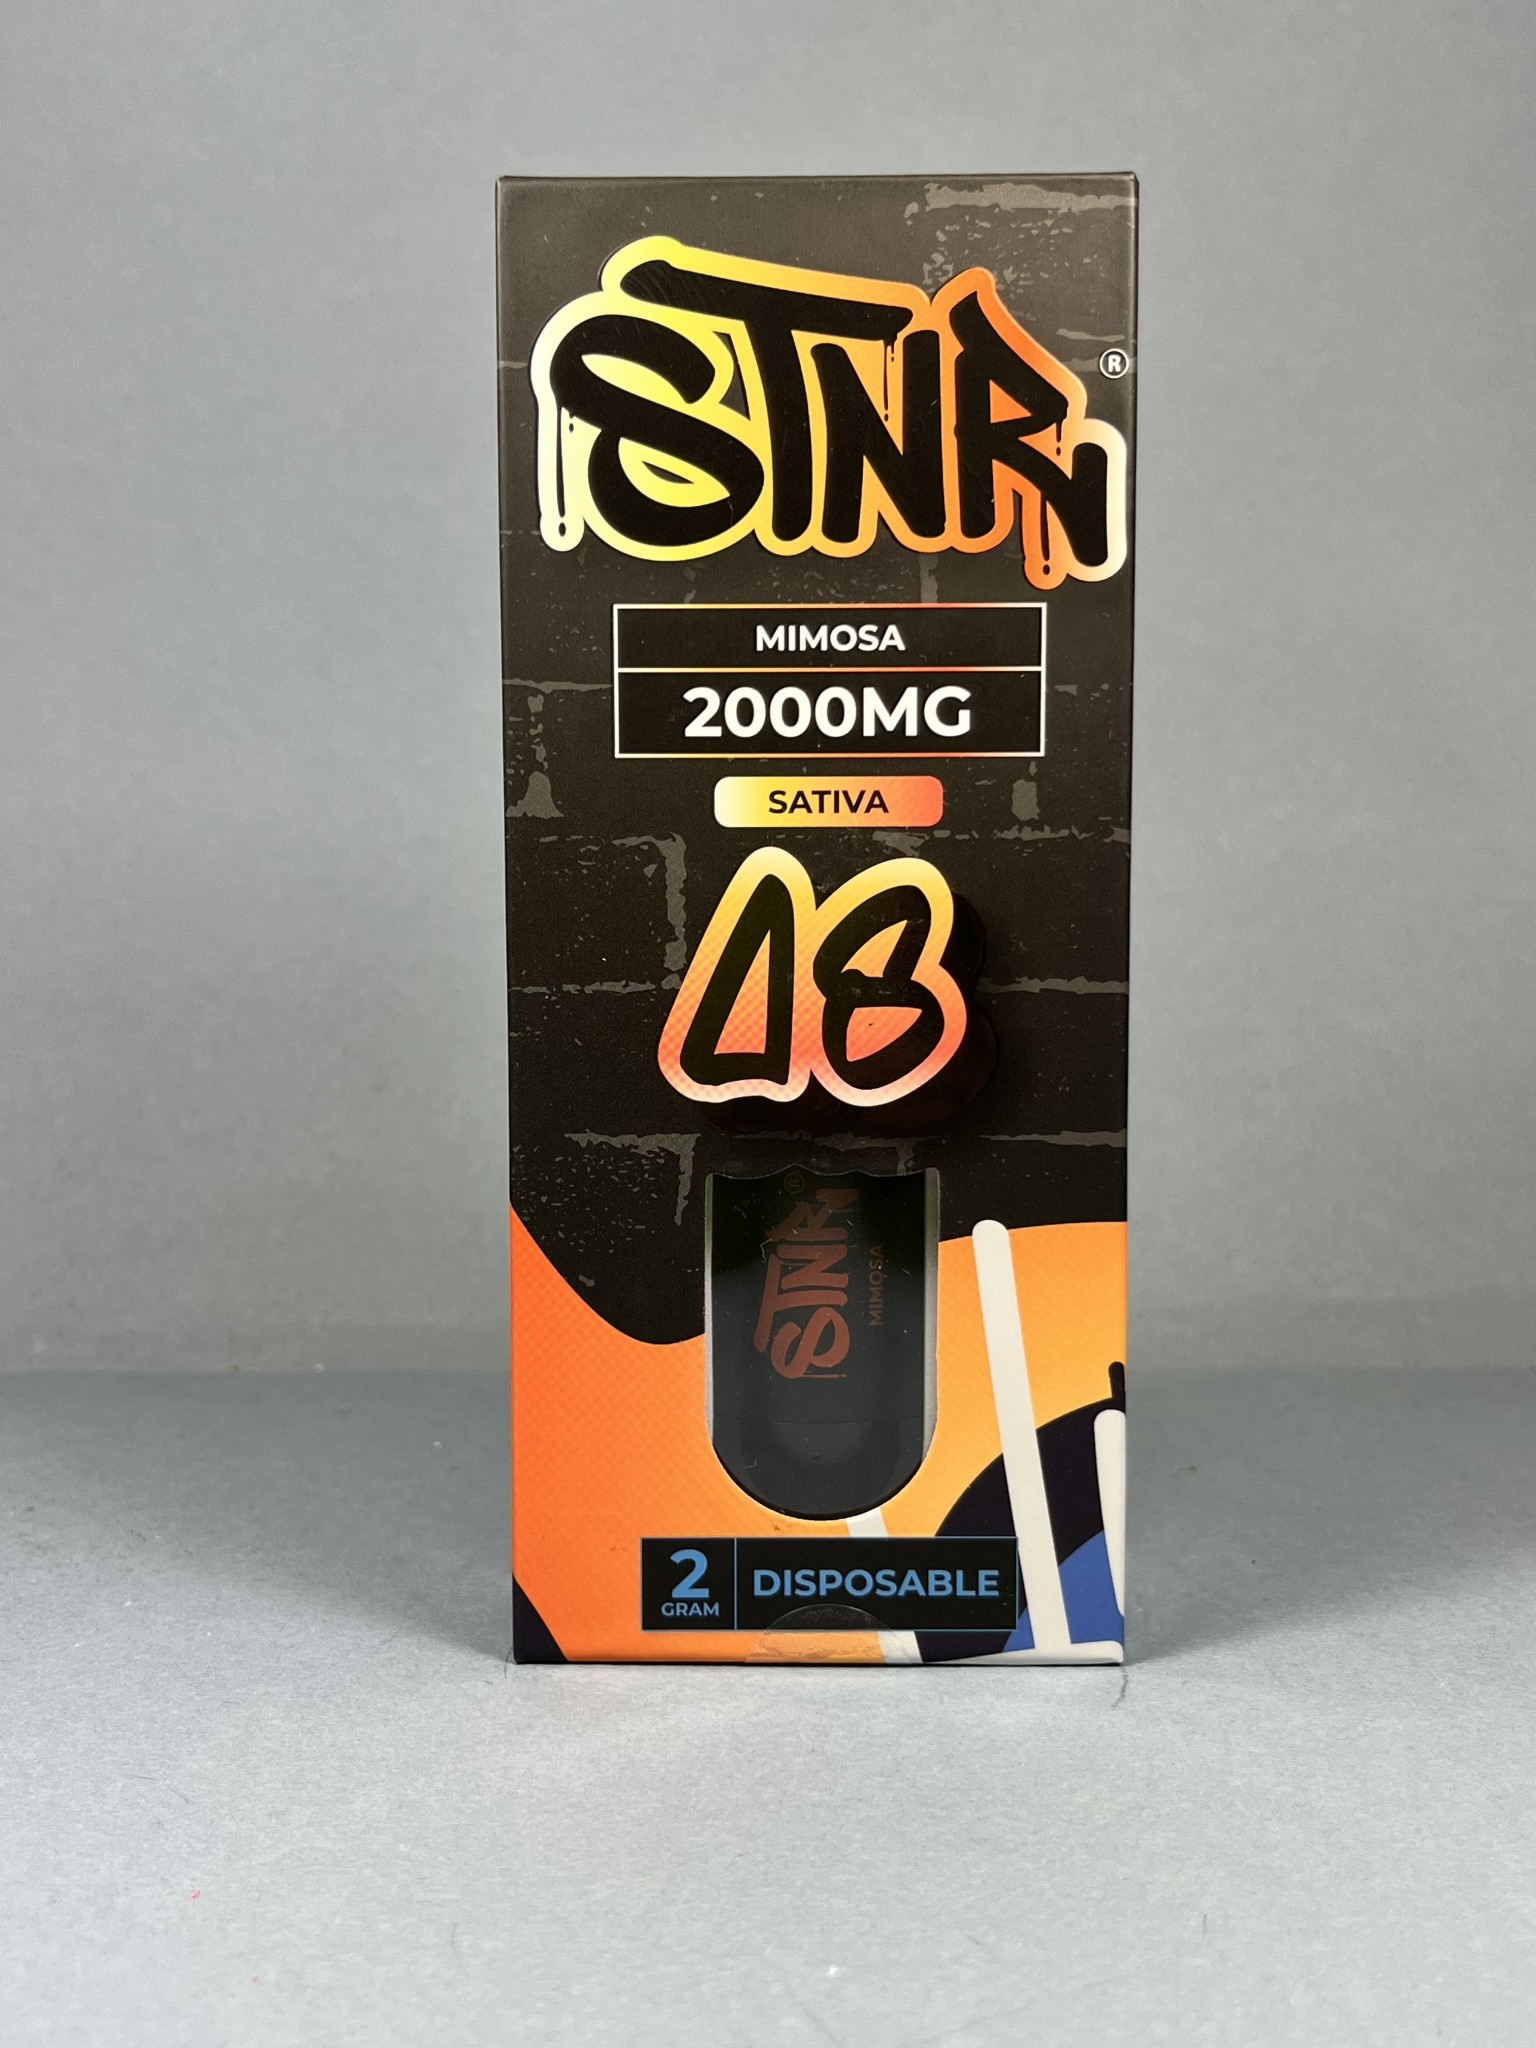 STNR®
MIMOSA
2000MG
SATIVA
Δ8
STNR®
MIMOSA
2
GRAM
DISPOSABLE